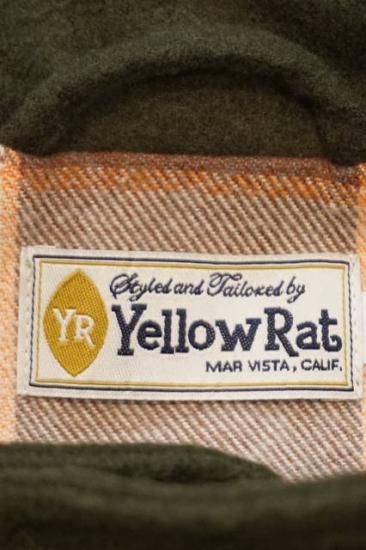 Styled and Tailored by
YR
YellowRat
MAR VISTA, CALIF.